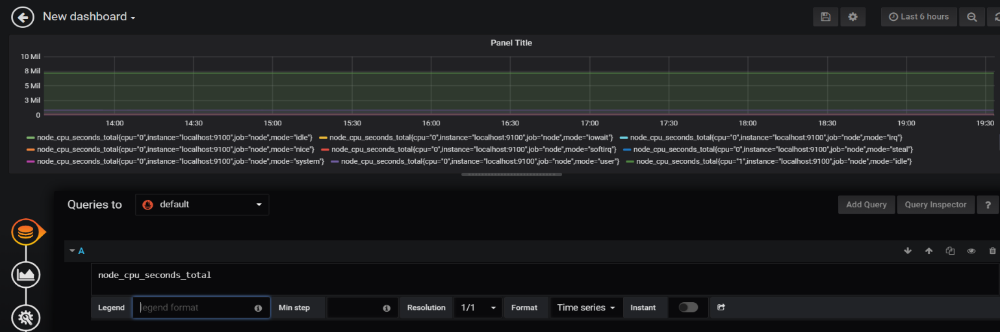 New dashboard
Last 6 hours
Panel Title
10 Mil
8 Mil
5 Mil
3 Mil
0
14:00 14:30 15:00 15:30 16:00 16:30 17:00 17:30 18:00 18:30 19:00 19:30
node_cpu_seconds_total{cpu="0",instance="localhost:9100",job="node",mode="idle"} node_cpu_seconds_total{cpu="0",instance="localhost:9100",job="node",mode="iowait"} node_cpu_seconds_total{cpu="0",instance="localhost:9100",job="node",mode="irq"}
node_cpu_seconds_total{cpu="0",instance="localhost:9100",job="node",mode="nice"} node_cpu_seconds_total{cpu="0",instance="localhost:9100",job="node",mode="softirq"} node_cpu_seconds_total{cpu="0",instance="localhost:9100",job="node",mode="steal"}
node_cpu_seconds_total{cpu="0",instance="localhost:9100",job="node",mode="system"} node_cpu_seconds_total{cpu="0",instance="localhost:9100",job="node",mode="user"} node_cpu_seconds_total{cpu="1",instance="localhost:9100",job="node",mode="idle"}
Queries to default Add Query Query Inspector ?
A
node_cpu_seconds_total
Legend legend format Min step Resolution 1/1 Format Time series Instant